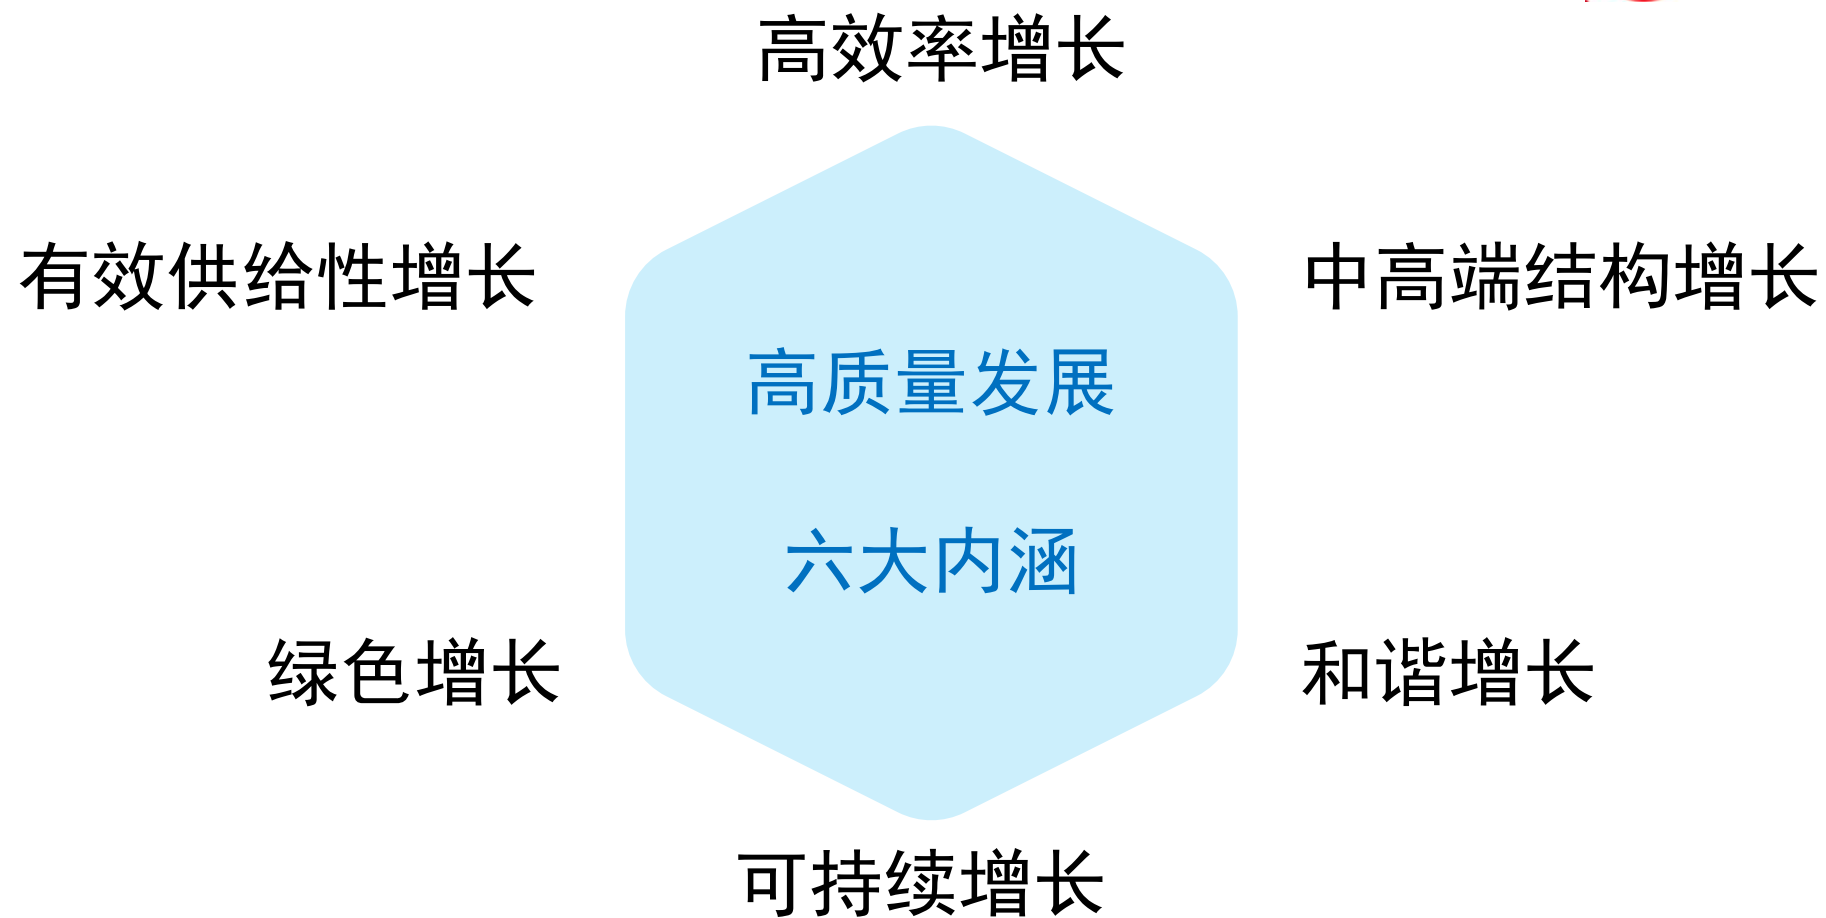 高效率增长
有效供给性增长
中高端结构增长
高质量发展
六大内涵
绿色增长
和谐增长
可持续增长